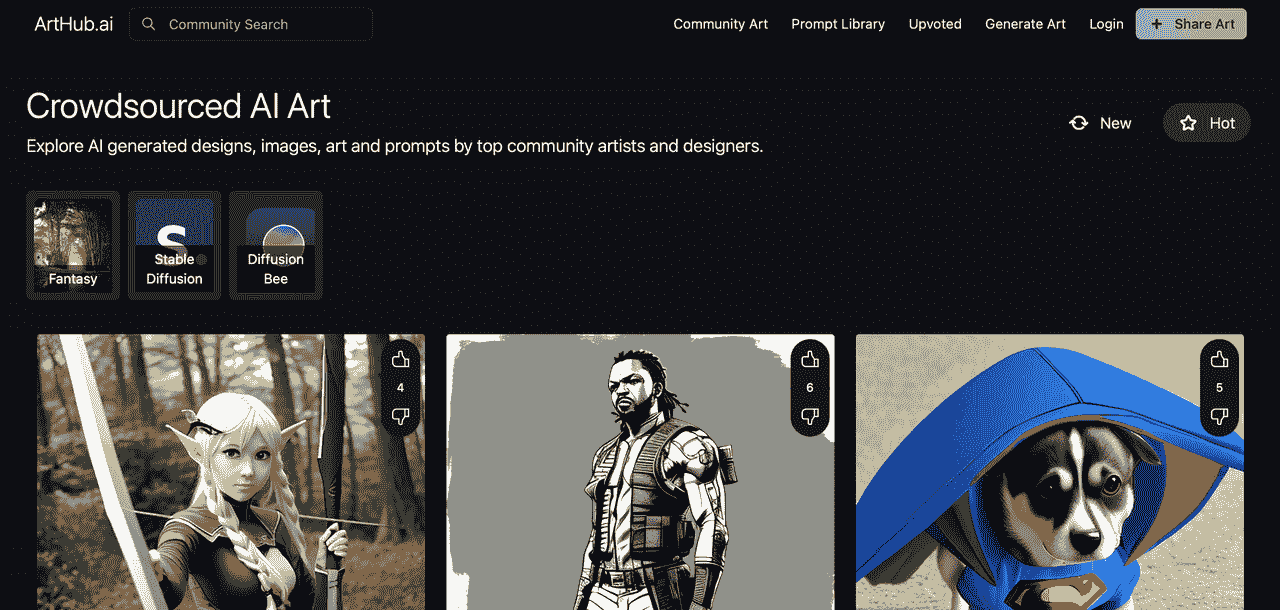 ArtHub.ai
Community Search
Community Art
Prompt Library
Upvoted
Generate Art
Login
+ Share Art
Crowdsourced AI Art
New
Hot
Explore AI generated designs, images, art and prompts by top community artists and designers.
Fantasy
S
Stable
Diffusion
Diffusion
Bee
4
6
5